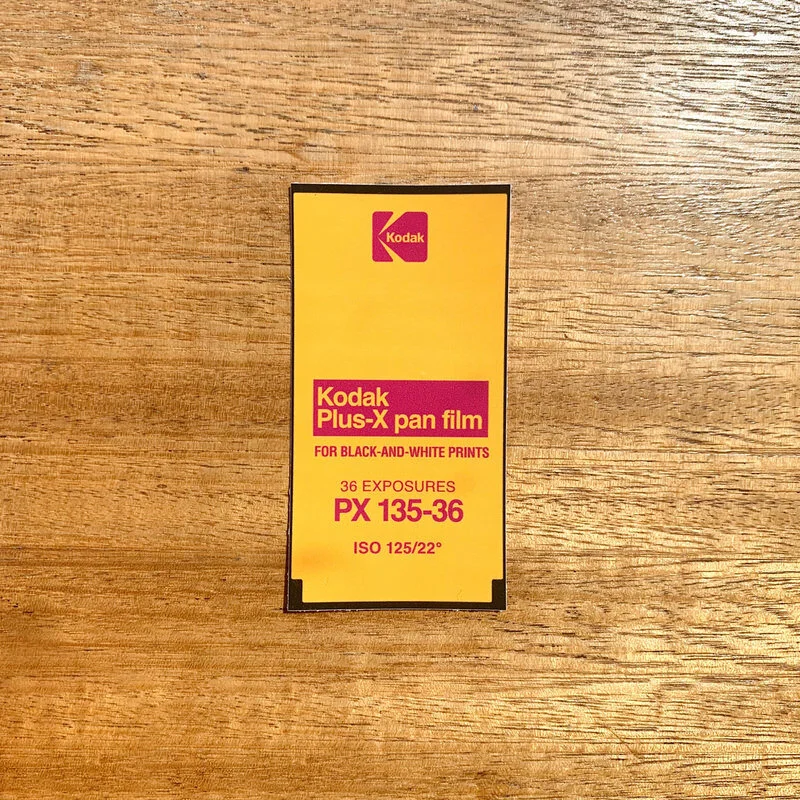 Kodak
Kodak
Plus-X pan film
FOR BLACK-AND-WHITE PRINTS
36 EXPOSURES
PX 135-36
ISO 125/22°